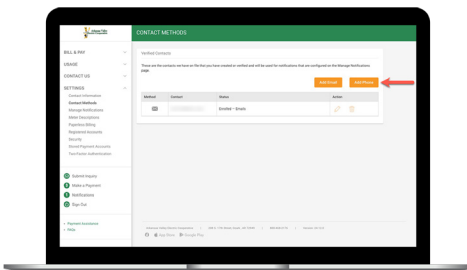 CONTACT METHODS
BILL & PAY
USAGE
CONTACT US
SETTINGS
Contact Information
Contact Methods
Manage Notifications
Meter Descriptions
Paperless Billing
Registered Accounts
Security
Stored Payment Accounts
Two-Factor Authentication
Submit Inquiry
Make a Payment
Notifications
Sign Out
Payment Assistance
FAQs
Verified Contacts
These are the contacts we have on file that you have created or verified and will be used for notifications that are configured on the Manage Notifications
page.
Add Email
Add Phone
Method Contact Status Action
App Store
Google Play